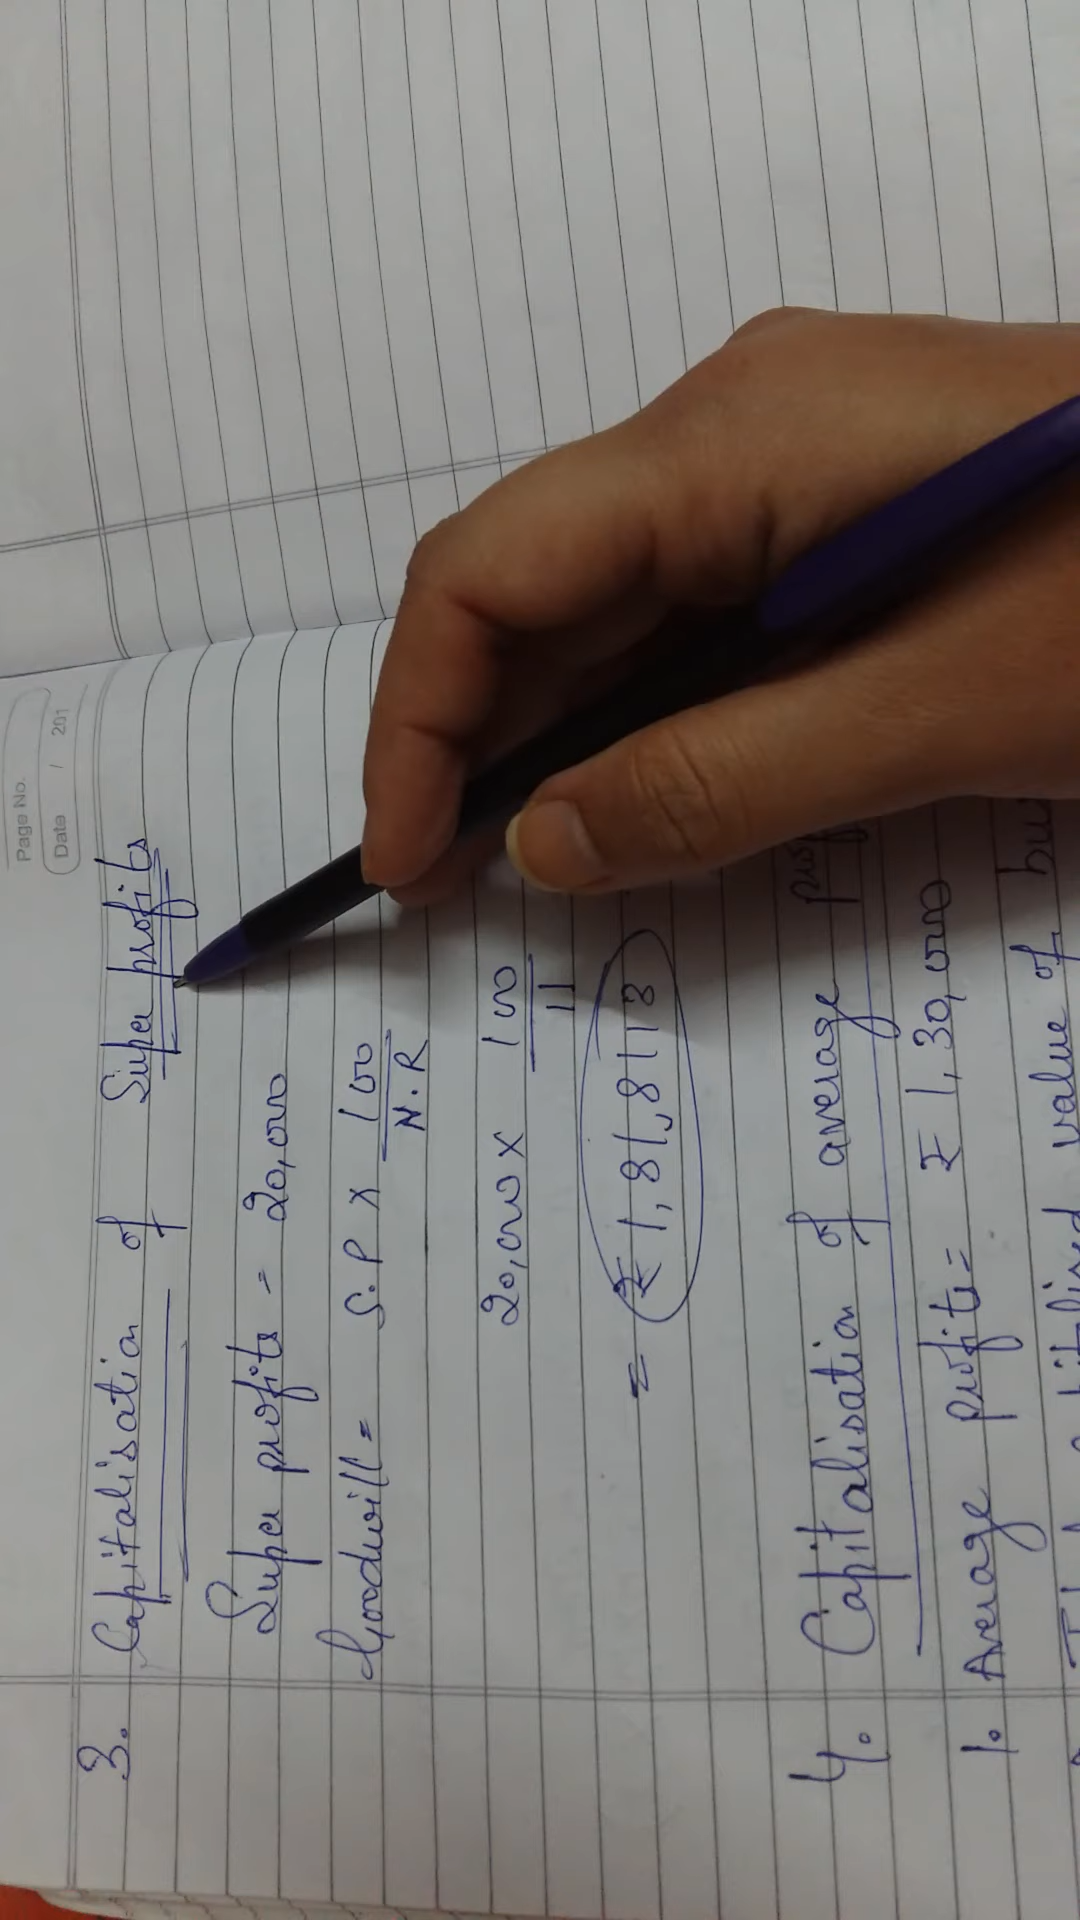 Page No.
Date / 201
3. Capitalisation of Super profits
Super profits - 20,000
Goodwill = S.P X 100
N.R
20,000 X 100
11
= ₹ 1,81,818
4. Capitalisation of average
1. Average profits = ₹ 1,30,000
value of